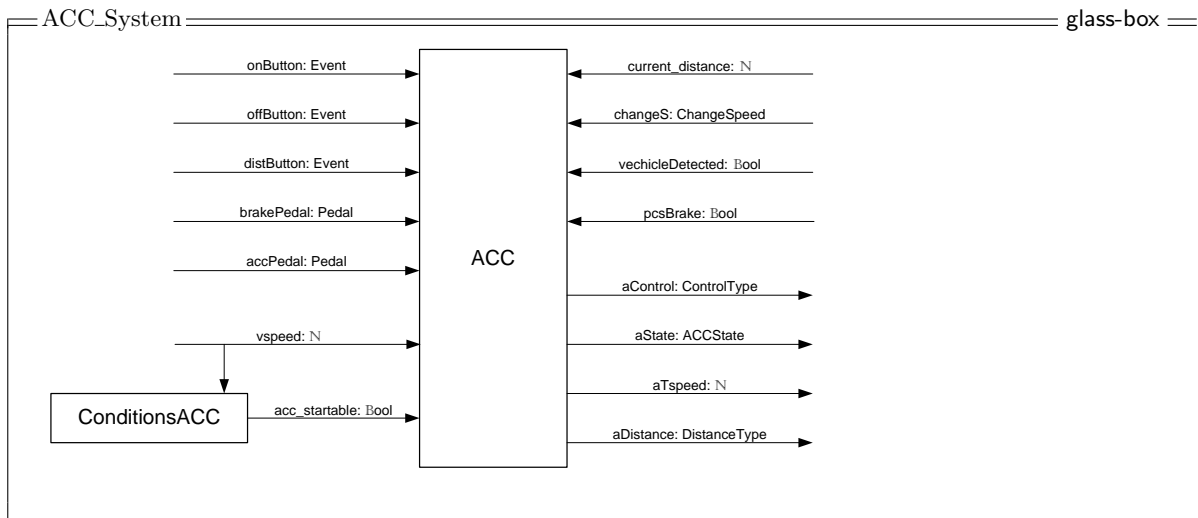 ACC_System glass-box
onButton: Event
current_distance: ℕ
offButton: Event
changeS: ChangeSpeed
distButton: Event
vechicleDetected: 𝔹ool
brakePedal: Pedal
pcsBrake: 𝔹ool
ACC
accPedal: Pedal
aControl: ControlType
vspeed: ℕ
aState: ACCState
aTspeed: ℕ
ConditionsACC
acc_startable: 𝔹ool
aDistance: DistanceType